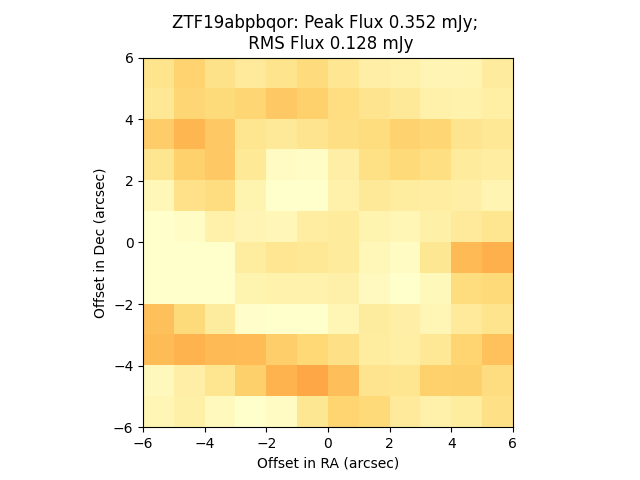 ZTF19abpbqor: Peak Flux 0.352 mJy;
RMS Flux 0.128 mJy
6
4
2
0
−2
−4
−6
Offset in Dec (arcsec)
−6 −4 −2 0 2 4 6
Offset in RA (arcsec)